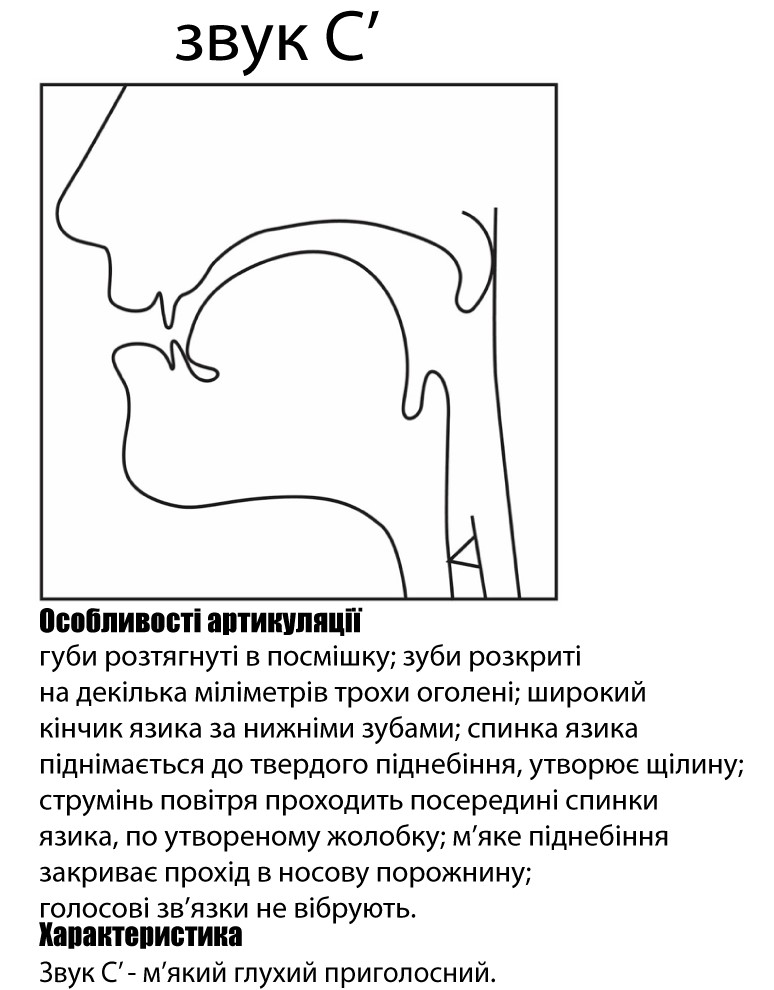 звук С’
Особливості артикуляції
губи розтягнуті в посмішку; зуби розкриті
на декілька міліметрів трохи оголені; широкий
кінчик язика за нижніми зубами; спинка язика
піднімається до твердого піднебіння, утворює щілину;
струмінь повітря проходить посередині спинки
язика, по утвореному жолобку; м’яке піднебіння
закриває прохід в носову порожнину;
голосові зв’язки не вібрують.
Характеристика
Звук С’ - м’який глухий приголосний.